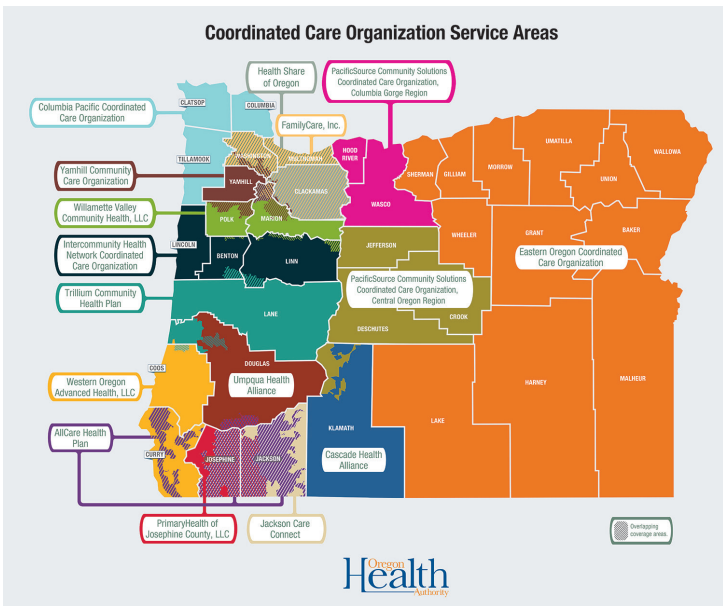 Coordinated Care Organization Service Areas
Health Share
of Oregon
PacificSource Community Solutions
Coordinated Care Organization,
Columbia Gorge Region
Columbia Pacific Coordinated
Care Organization
CLATSOP
COLUMBIA
FamilyCare, Inc.
TILLAMOOK
MULTNOMAH
HOOD
RIVER
UMATILLA
WALLOWA
Yamhill Community
Care Organization
YAMHILL
CLACKAMAS
SHERMAN
GILLIAM
MORROW
UNION
Willamette Valley
Community Health, LLC
POLK
MARION
WASCO
BAKER
Intercommunity Health
Network Coordinated
Care Organization
LINCOLN
BENTON
LINN
JEFFERSON
WHEELER
GRANT
Eastern Oregon Coordinated
Care Organization
Trillium Community
Health Plan
LANE
PacificSource Community Solutions
Coordinated Care Organization,
Central Oregon Region
CROOK
DESCHUTES
COOS
DOUGLAS
Western Oregon
Advanced Health, LLC
Umpqua Health
Alliance
HARNEY
MALHEUR
LAKE
AllCare Health
Plan
CURRY
JOSEPHINE
JACKSON
KLAMATH
Cascade Health
Alliance
PrimaryHealth of
Josephine County, LLC
Jackson Care
Connect
Overlapping
coverage areas.
Oregon
Health
Authority